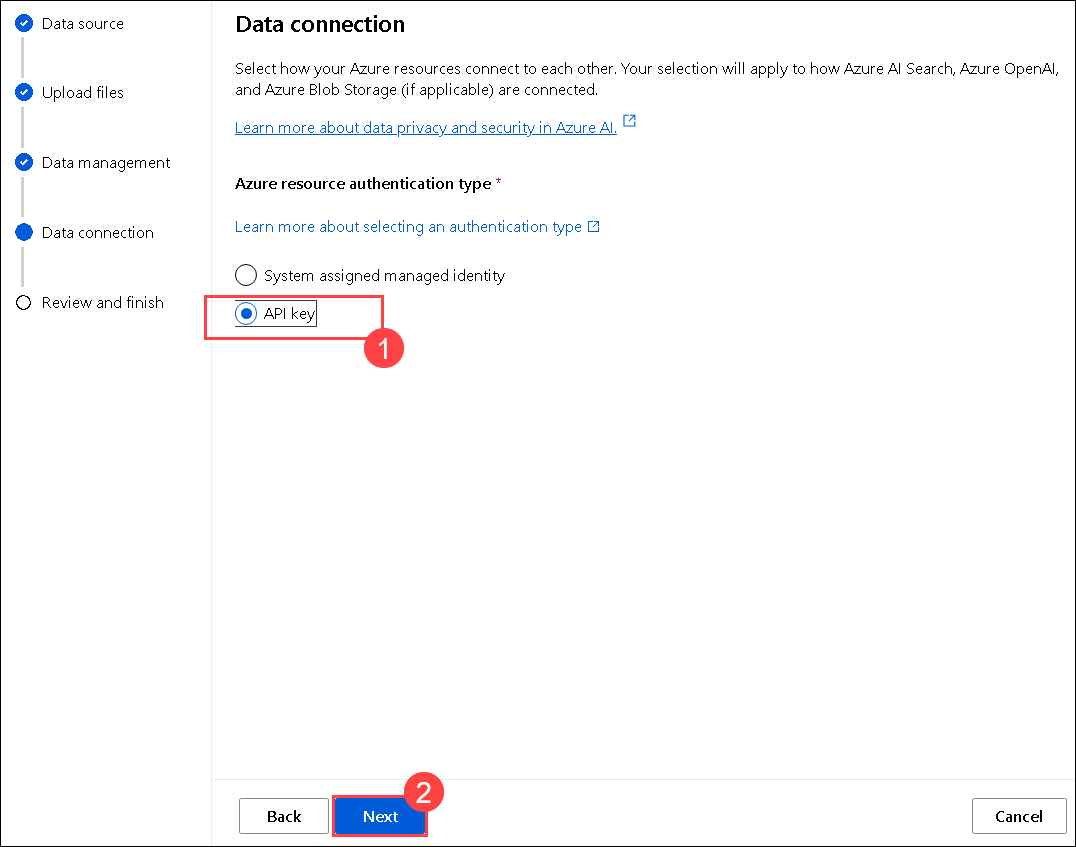 Data source
Upload files
Data management
Data connection
Review and finish
Data connection
Select how your Azure resources connect to each other. Your selection will apply to how Azure AI Search, Azure OpenAI,
and Azure Blob Storage (if applicable) are connected.
Learn more about data privacy and security in Azure AI.
Azure resource authentication type *
Learn more about selecting an authentication type
System assigned managed identity
API key
1
2
Back
Next
Cancel